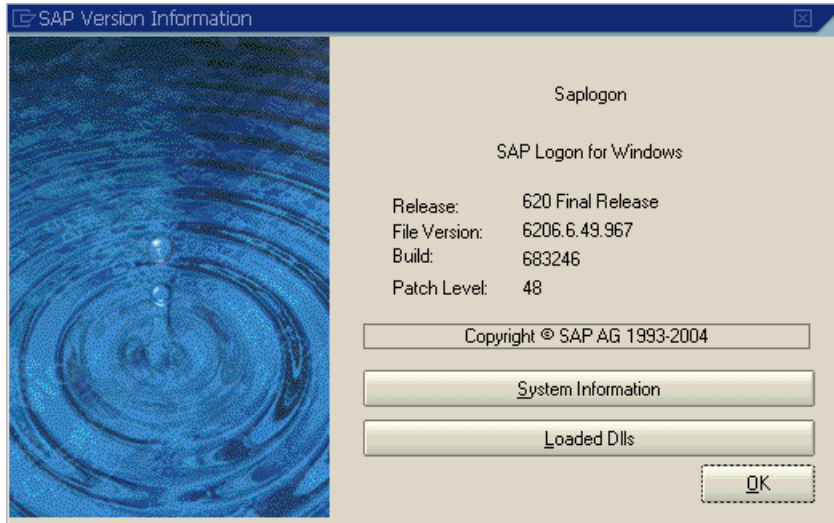 SAP Version Information
Saplogon
SAP Logon for Windows
Release: 620 Final Release
File Version: 6206.6.49.967
Build: 683246
Patch Level: 48
Copyright © SAP AG 1993-2004
System Information
Loaded Dlls
OK